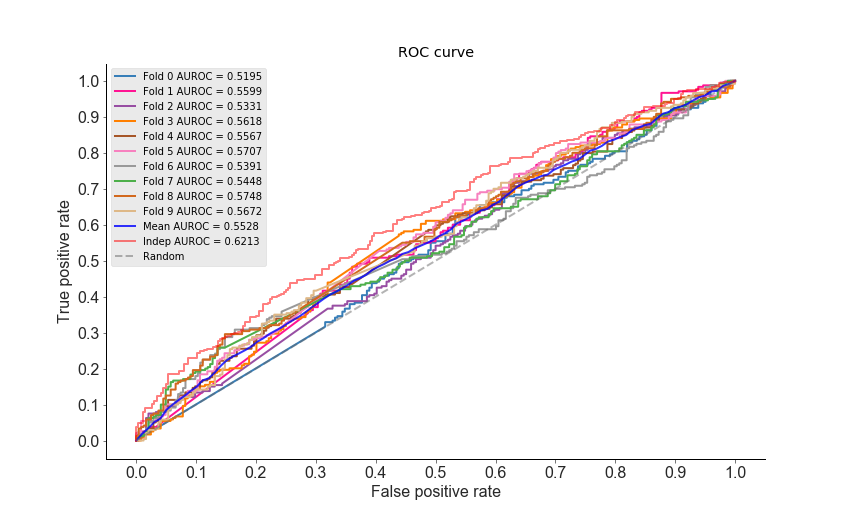 ROC curve
Fold 0 AUROC = 0.5195
Fold 1 AUROC = 0.5599
Fold 2 AUROC = 0.5331
Fold 3 AUROC = 0.5618
Fold 4 AUROC = 0.5567
Fold 5 AUROC = 0.5707
Fold 6 AUROC = 0.5391
Fold 7 AUROC = 0.5448
Fold 8 AUROC = 0.5748
Fold 9 AUROC = 0.5672
Mean AUROC = 0.5528
Indep AUROC = 0.6213
Random
True positive rate
1.0
0.9
0.8
0.7
0.6
0.5
0.4
0.3
0.2
0.1
0.0
0.0 0.1 0.2 0.3 0.4 0.5 0.6 0.7 0.8 0.9 1.0
False positive rate